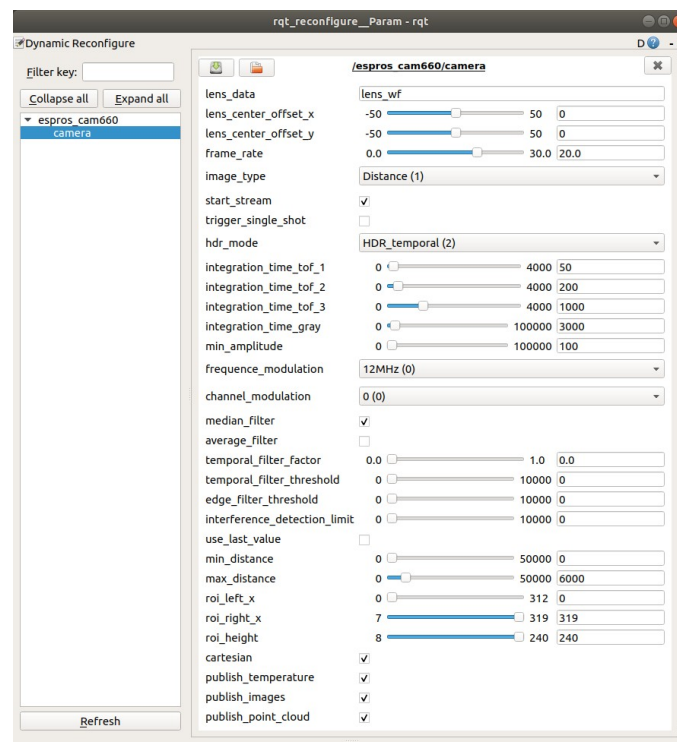 rqt_reconfigure__Param - rqt
Dynamic Reconfigure D ? -
Filter key:
Collapse all Expand all
espros_cam660
camera
Refresh
/espros_cam660/camera
lens_data lens_wf
lens_center_offset_x -50 50 0
lens_center_offset_y -50 50 0
frame_rate 0.0 30.0 20.0
image_type Distance (1)
start_stream
trigger_single_shot
hdr_mode HDR_temporal (2)
integration_time_tof_1 0 4000 50
integration_time_tof_2 0 4000 200
integration_time_tof_3 0 4000 1000
integration_time_gray 0 100000 3000
min_amplitude 0 100000 100
frequence_modulation 12MHz (0)
channel_modulation 0 (0)
median_filter
average_filter
temporal_filter_factor 0.0 1.0 0.0
temporal_filter_threshold 0 10000 0
edge_filter_threshold 0 10000 0
interference_detection_limit 0 10000 0
use_last_value
min_distance 0 50000 0
max_distance 0 50000 6000
roi_left_x 0 312 0
roi_right_x 7 319 319
roi_height 8 240 240
cartesian
publish_temperature
publish_images
publish_point_cloud